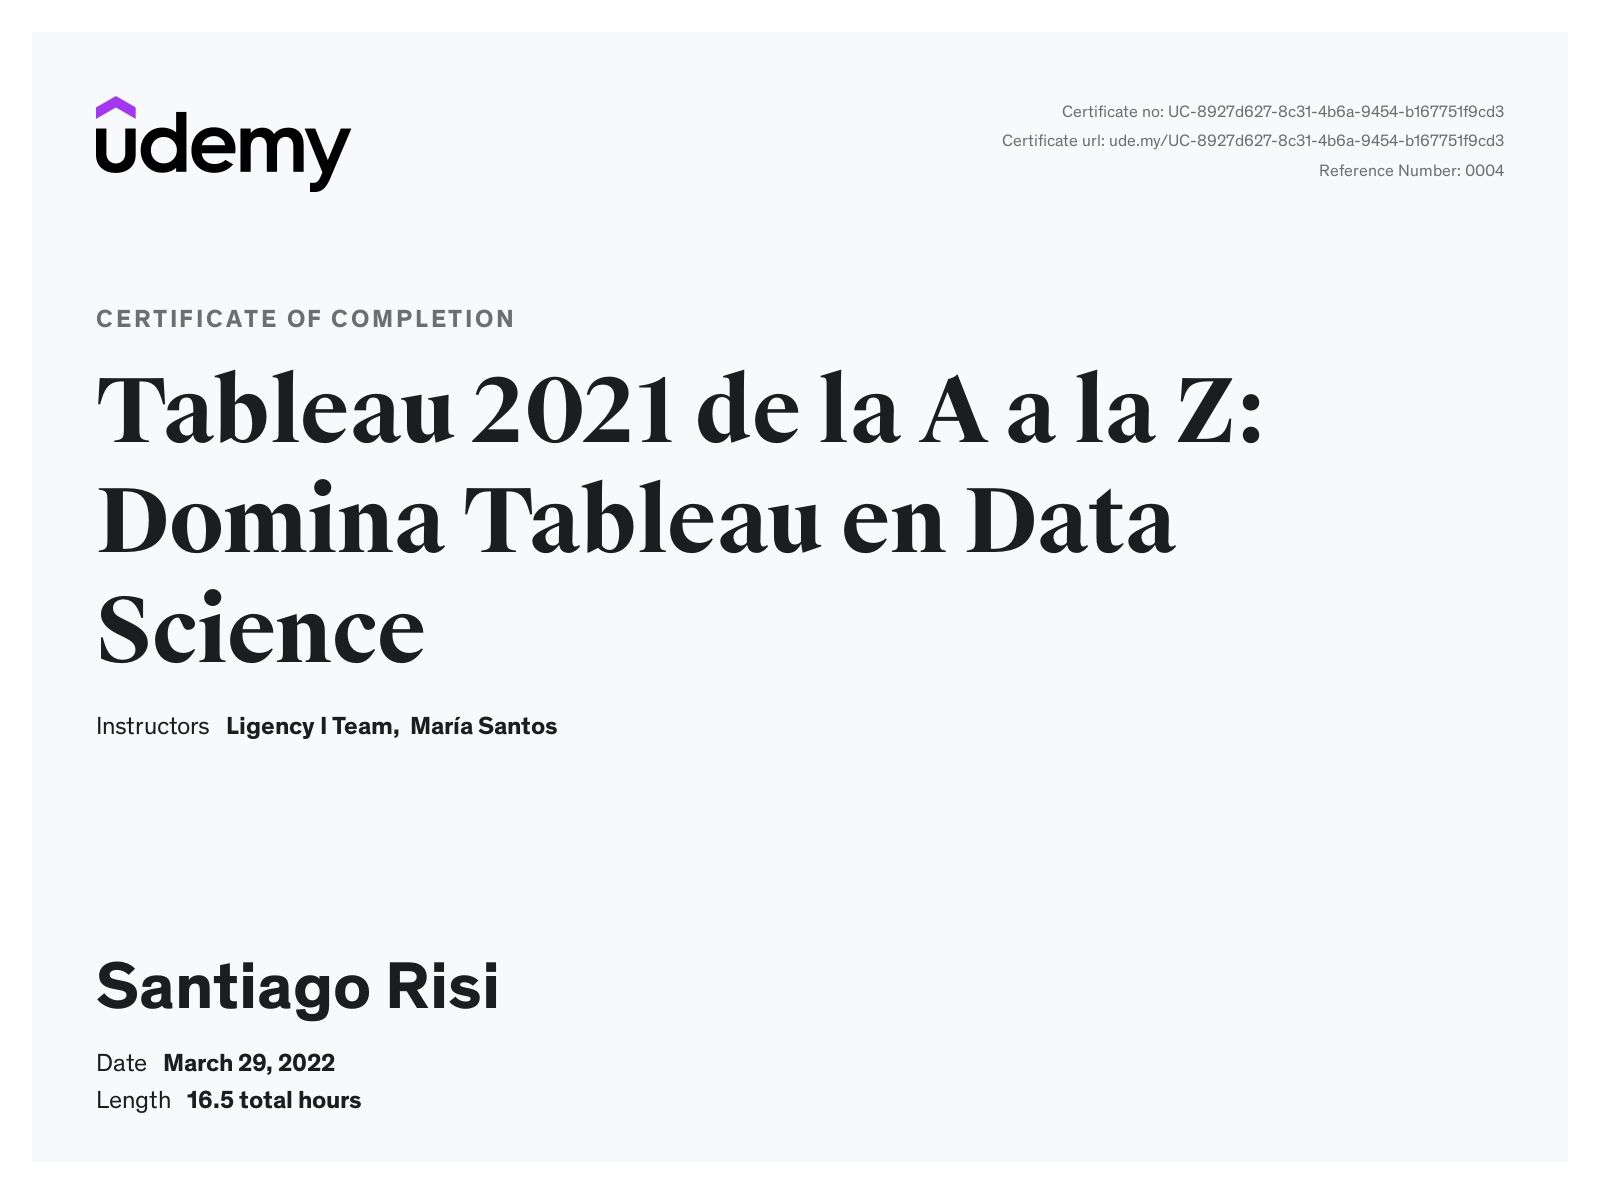 udemy
Certificate no: UC-8927d627-8c31-4b6a-9454-b167751f9cd3
Certificate url: ude.my/UC-8927d627-8c31-4b6a-9454-b167751f9cd3
Reference Number: 0004
CERTIFICATE OF COMPLETION
Tableau 2021 de la A a la Z:
Domina Tableau en Data
Science
Instructors Ligency I Team, María Santos
Santiago Risi
Date March 29, 2022
Length 16.5 total hours